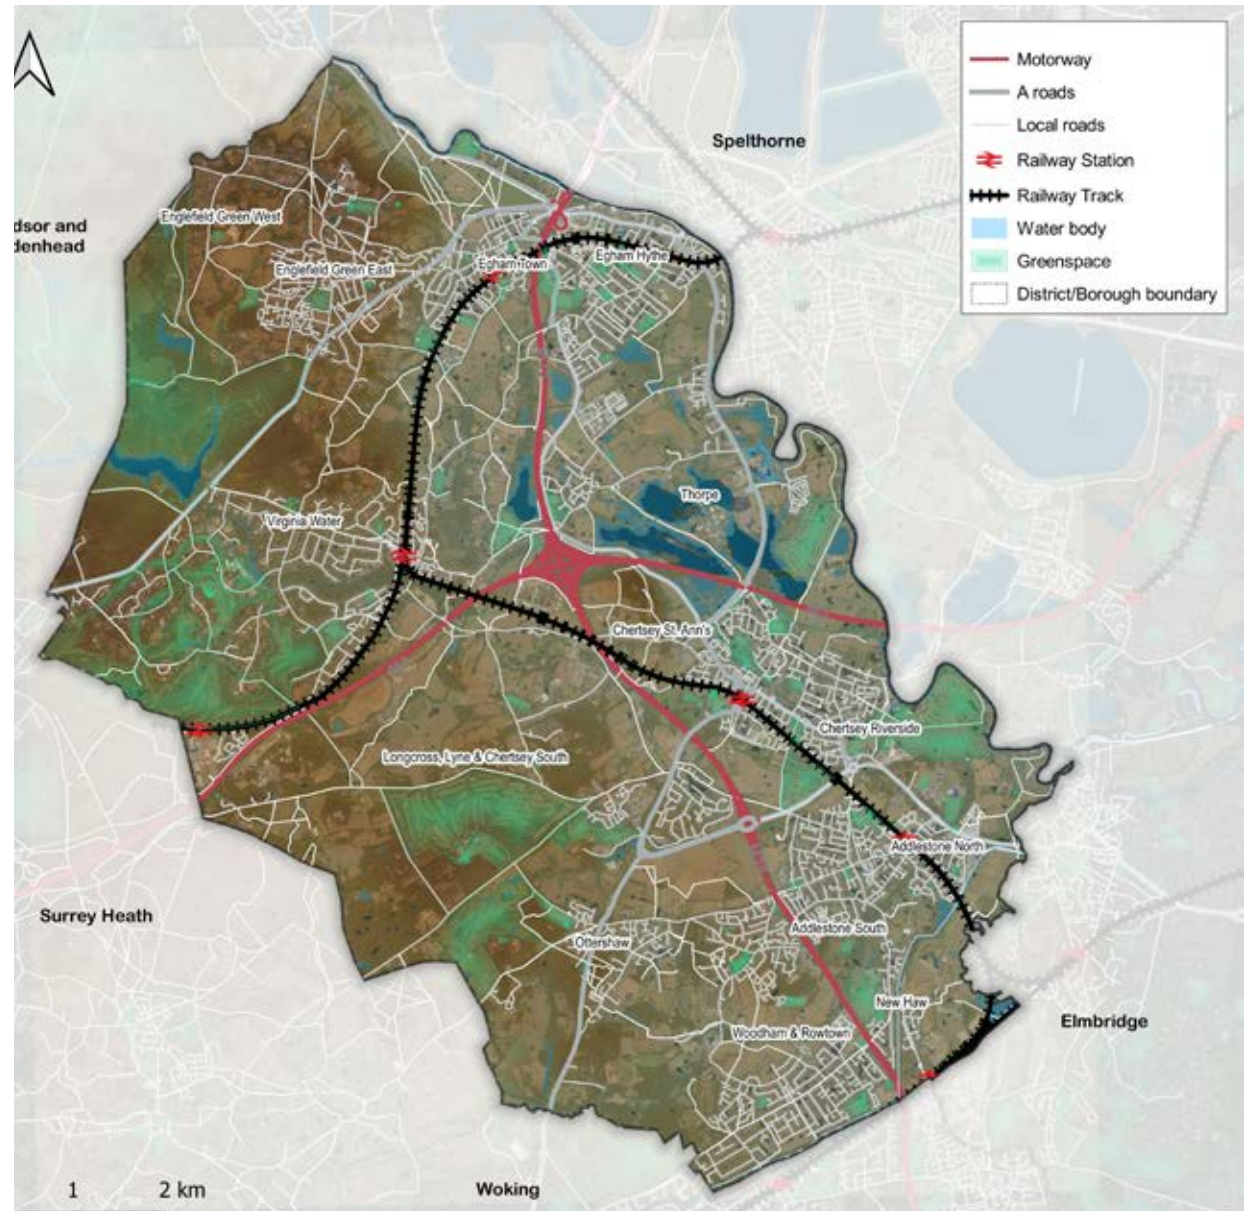 Motorway
A roads
Local roads
Railway Station
Railway Track
Water body
Greenspace
District/Borough boundary
Spelthorne
dsor and
denhead
Englefield Green West
Englefield Green East
Egham Town
Egham Hythe
Thorpe
Virginia Water
Chertsey St. Ann's
Chertsey Riverside
Longcross, Lyne & Chertsey South
Addlestone North
Surrey Heath
Addlestone South
Ottershaw
New Haw
Woodham & Rowtown
Elmbridge
1 2 km
Woking